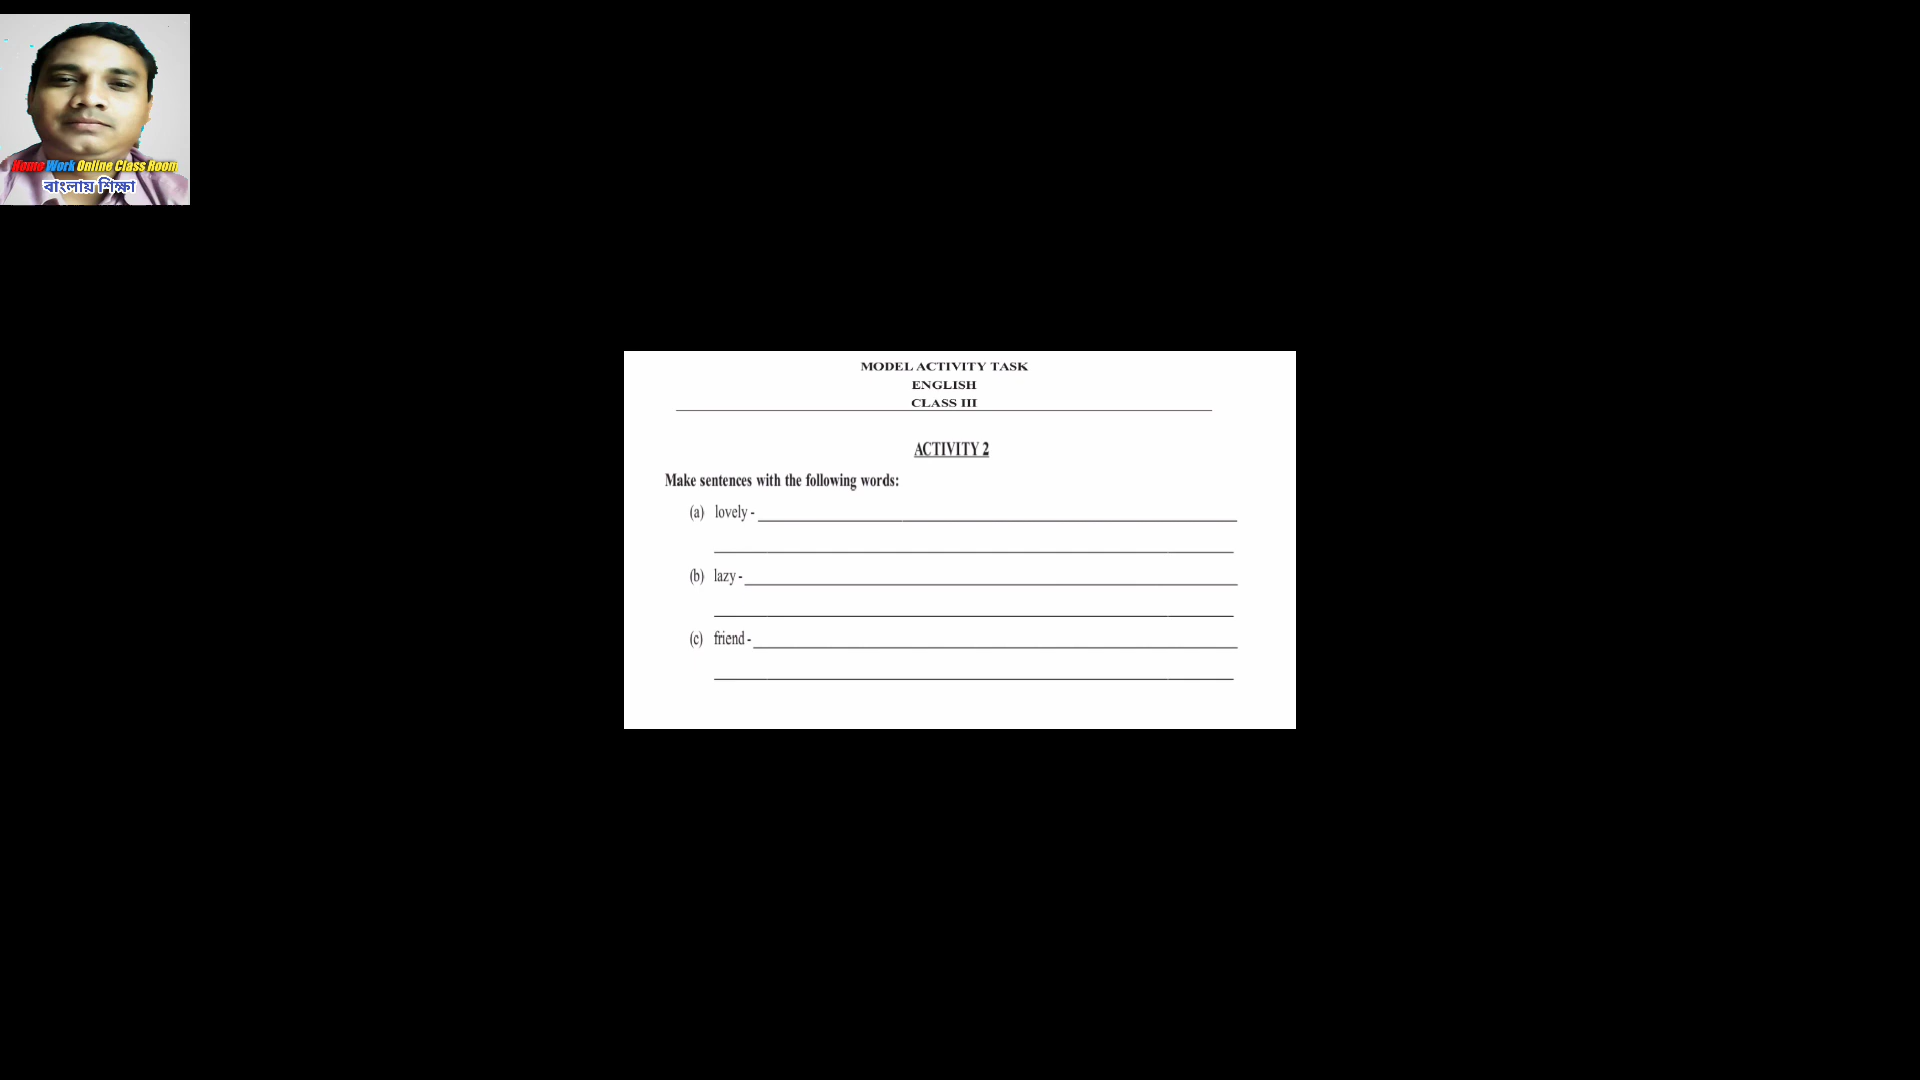 Home Work Online Class Room
বাংলায় শিক্ষা
MODEL ACTIVITY TASK
ENGLISH
CLASS III
ACTIVITY 2
Make sentences with the following words:
(a) lovely -
(b) lazy -
(c) friend -